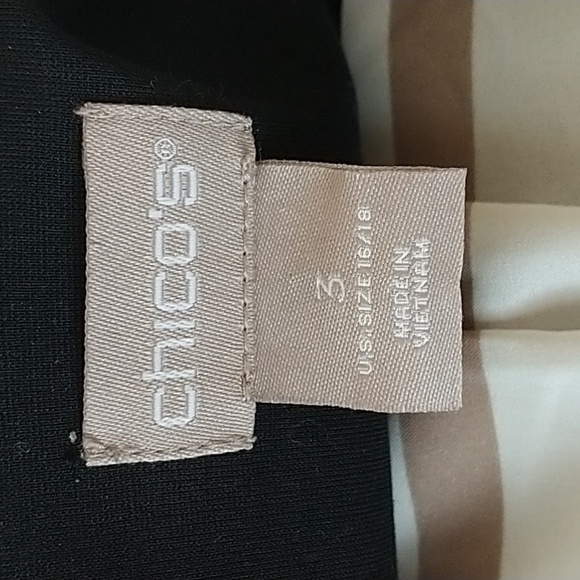 chico's®
3
U.S. SIZE 16/18
MADE IN
VIETNAM